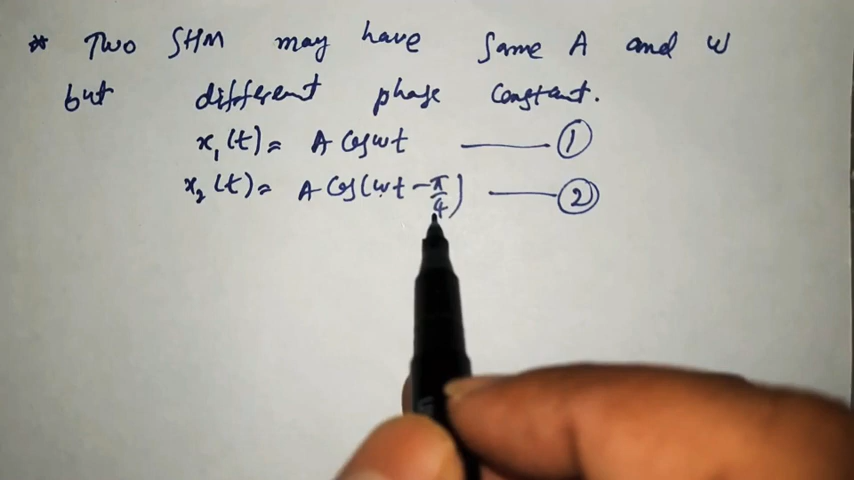 * Two SHM may have same A and ω
but different phase constant.
x₁(t) = A cos ωt ——— ①
x₂(t) = A cos(ωt − π/4) ——— ②